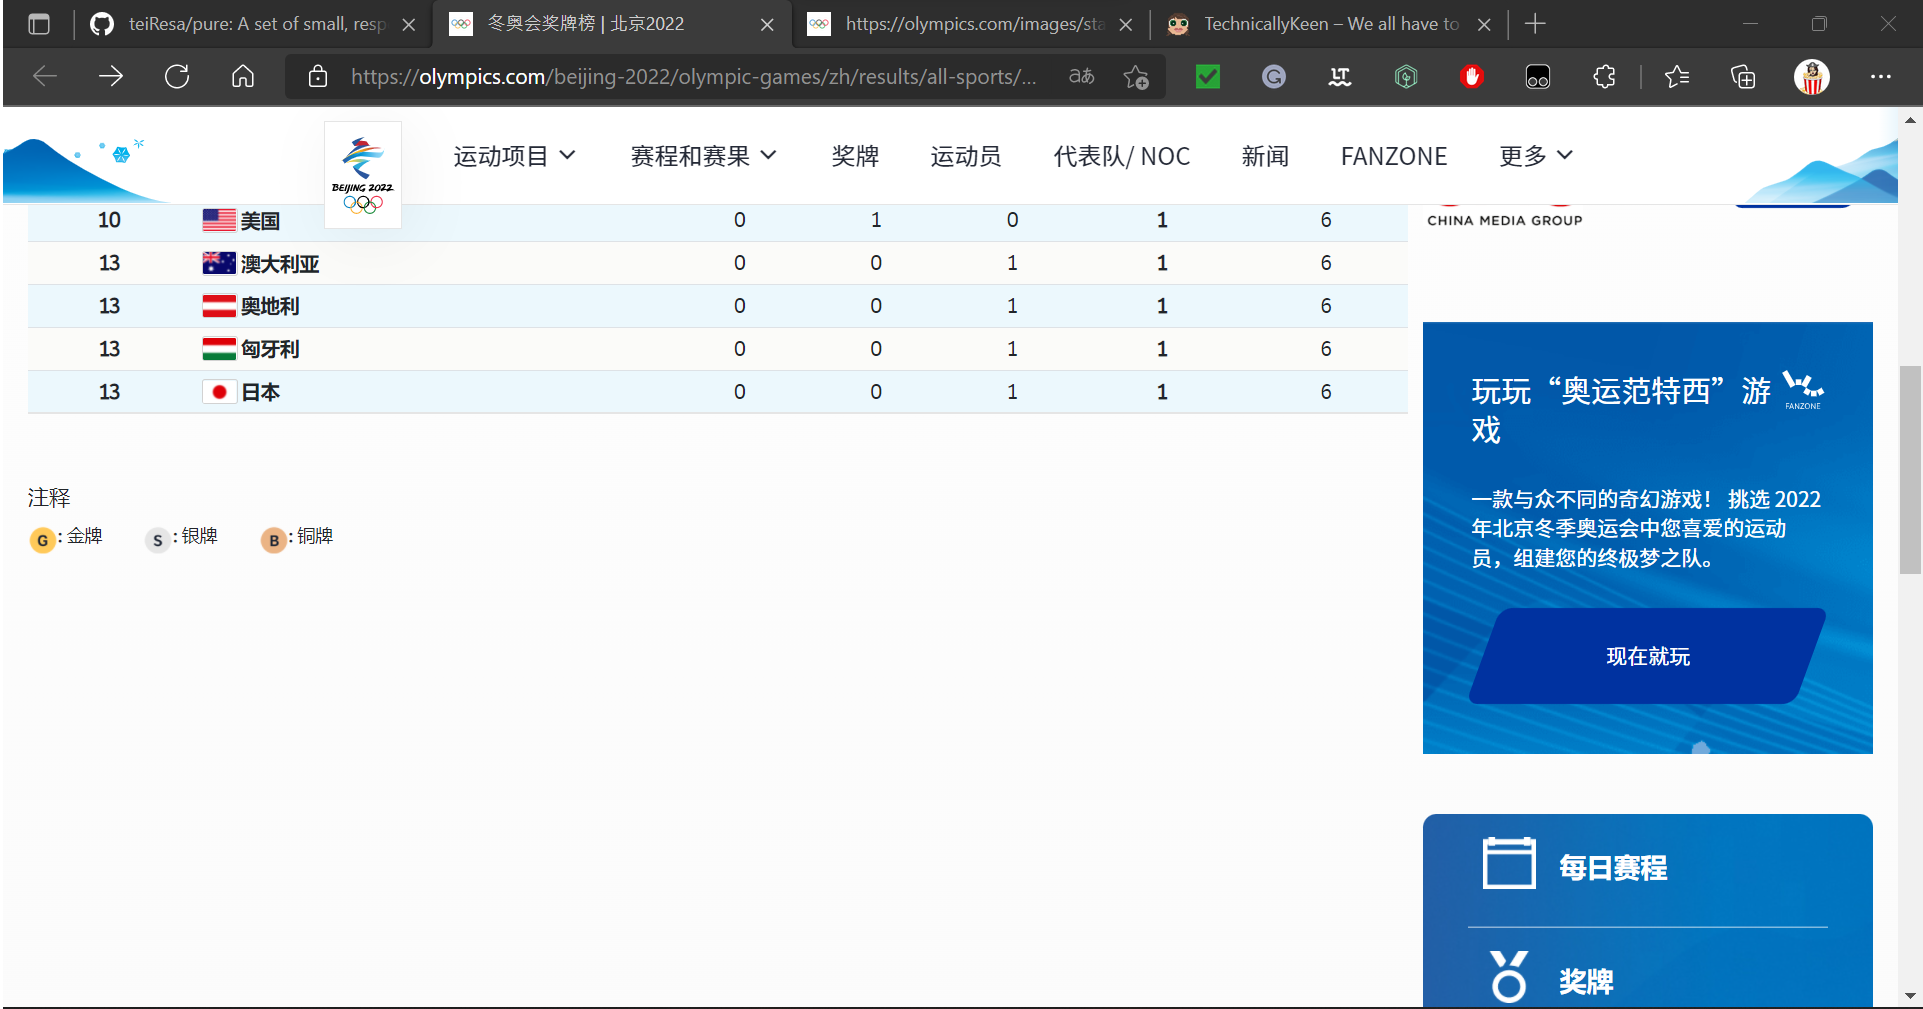 teiResa/pure: A set of small, resp
冬奥会奖牌榜 | 北京2022
https://olympics.com/images/sta
TechnicallyKeen – We all have to
https://olympics.com/beijing-2022/olympic-games/zh/results/all-sports/...
BEIJING 2022
运动项目
赛程和赛果
奖牌
运动员
代表队/ NOC
新闻
FANZONE
更多
10 美国 0 1 0 1 6
13 澳大利亚 0 0 1 1 6
13 奥地利 0 0 1 1 6
13 匈牙利 0 0 1 1 6
13 日本 0 0 1 1 6
注释
G : 金牌 S : 银牌 B : 铜牌
CHINA MEDIA GROUP
玩玩“奥运范特西”游
戏
FANZONE
一款与众不同的奇幻游戏！ 挑选 2022
年北京冬季奥运会中您喜爱的运动
员，组建您的终极梦之队。
现在就玩
每日赛程
奖牌